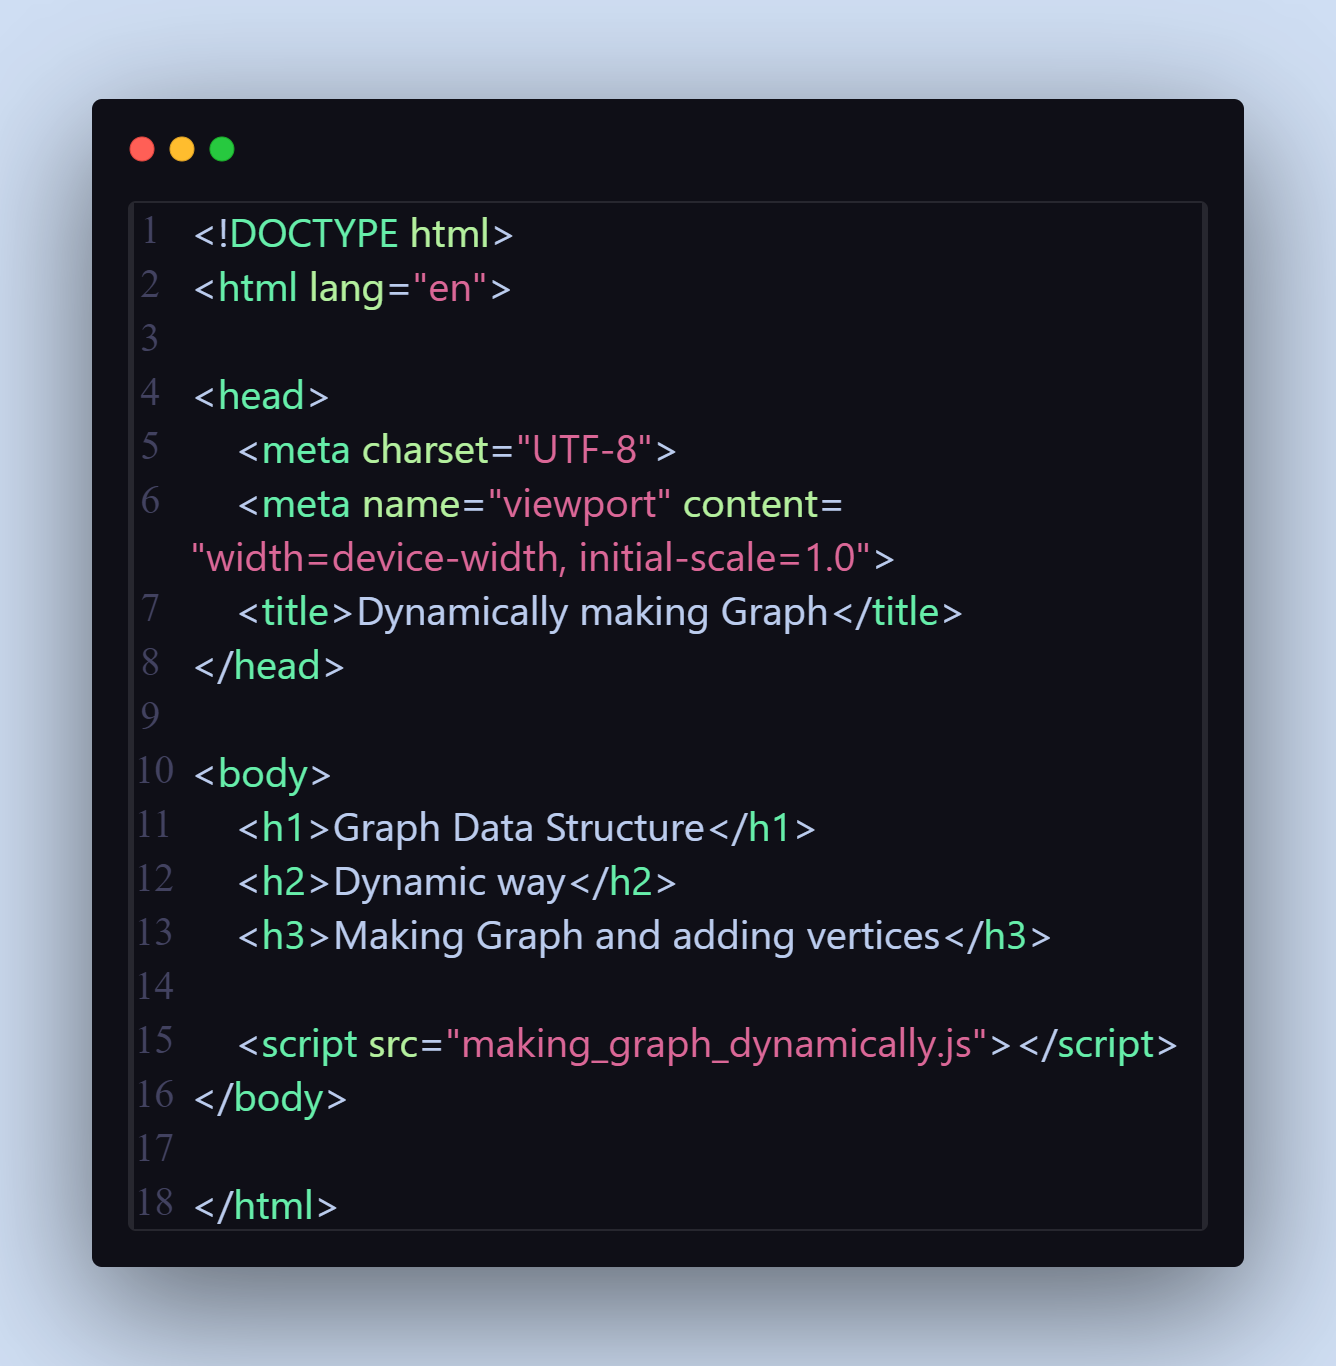 1 <!DOCTYPE html>
2 <html lang="en">
3
4 <head>
5     <meta charset="UTF-8">
6     <meta name="viewport" content=
"width=device-width, initial-scale=1.0">
7     <title>Dynamically making Graph</title>
8 </head>
9
10 <body>
11     <h1>Graph Data Structure</h1>
12     <h2>Dynamic way</h2>
13     <h3>Making Graph and adding vertices</h3>
14
15     <script src="making_graph_dynamically.js"></script>
16 </body>
17
18 </html>